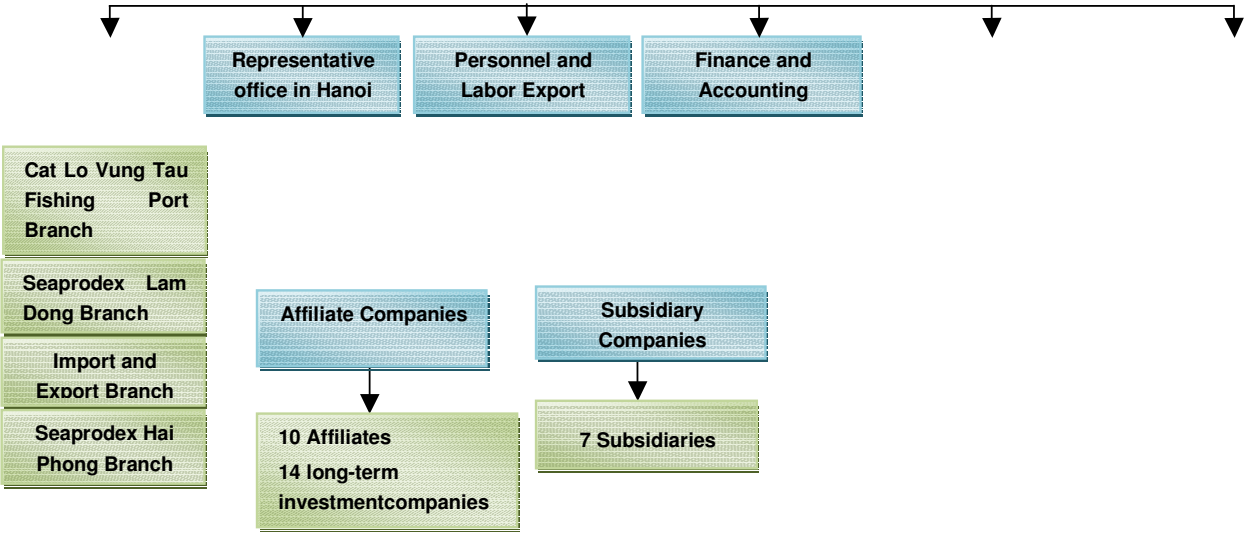 Representative
office in Hanoi
Personnel and
Labor Export
Finance and
Accounting
Cat Lo Vung Tau
Fishing Port
Branch
Seaprodex Lam
Dong Branch
Import and
Export Branch
Seaprodex Hai
Phong Branch
Affiliate Companies
10 Affiliates
14 long-term
investmentcompanies
Subsidiary
Companies
7 Subsidiaries